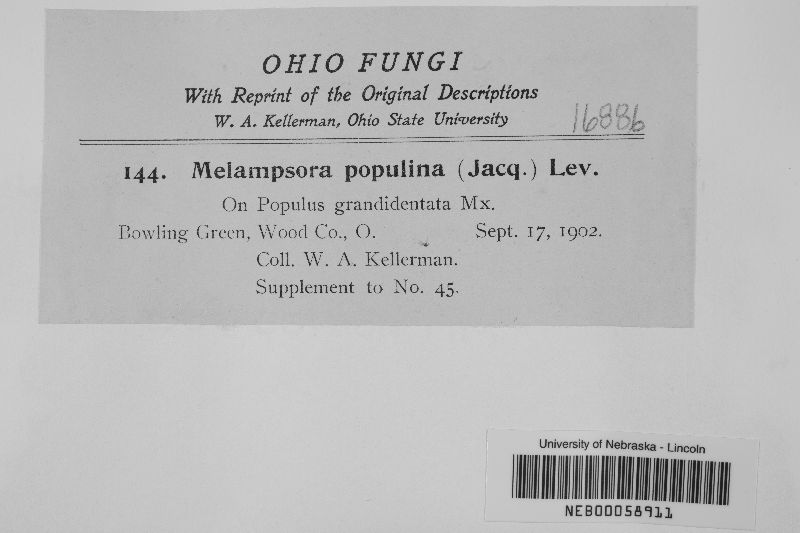 OHIO FUNGI
With Reprint of the Original Descriptions
W. A. Kellerman, Ohio State University
16886
144. Melampsora populina (Jacq.) Lev.
On Populus grandidentata Mx.
Bowling Green, Wood Co., O. Sept. 17, 1902.
Coll. W. A. Kellerman.
Supplement to No. 45.
University of Nebraska - Lincoln
NEB00058911